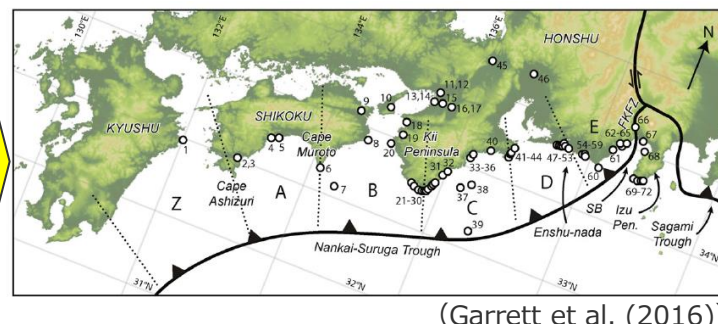 130°E
132°E
134°E
136°E
HONSHU
N
45
46
11,12
13,14
15
16,17
10
9
SHIKOKU
18
19
Kii
Peninsula
KYUSHU
1
4 5
Cape
Muroto
8
20
2,3
Cape
Ashizuri
6
7
31 32
33-36
40
41-44
47-53
54-59
E
FKFZ
66
62-65
67
61
68
60
69-72
21-30
37
38
39
Z
A
B
C
D
Enshu-nada
SB
Izu
Pen.
Sagami
Trough
Nankai-Suruga Trough
31°N
32°N
33°N
34°N
(Garrett et al. (2016))